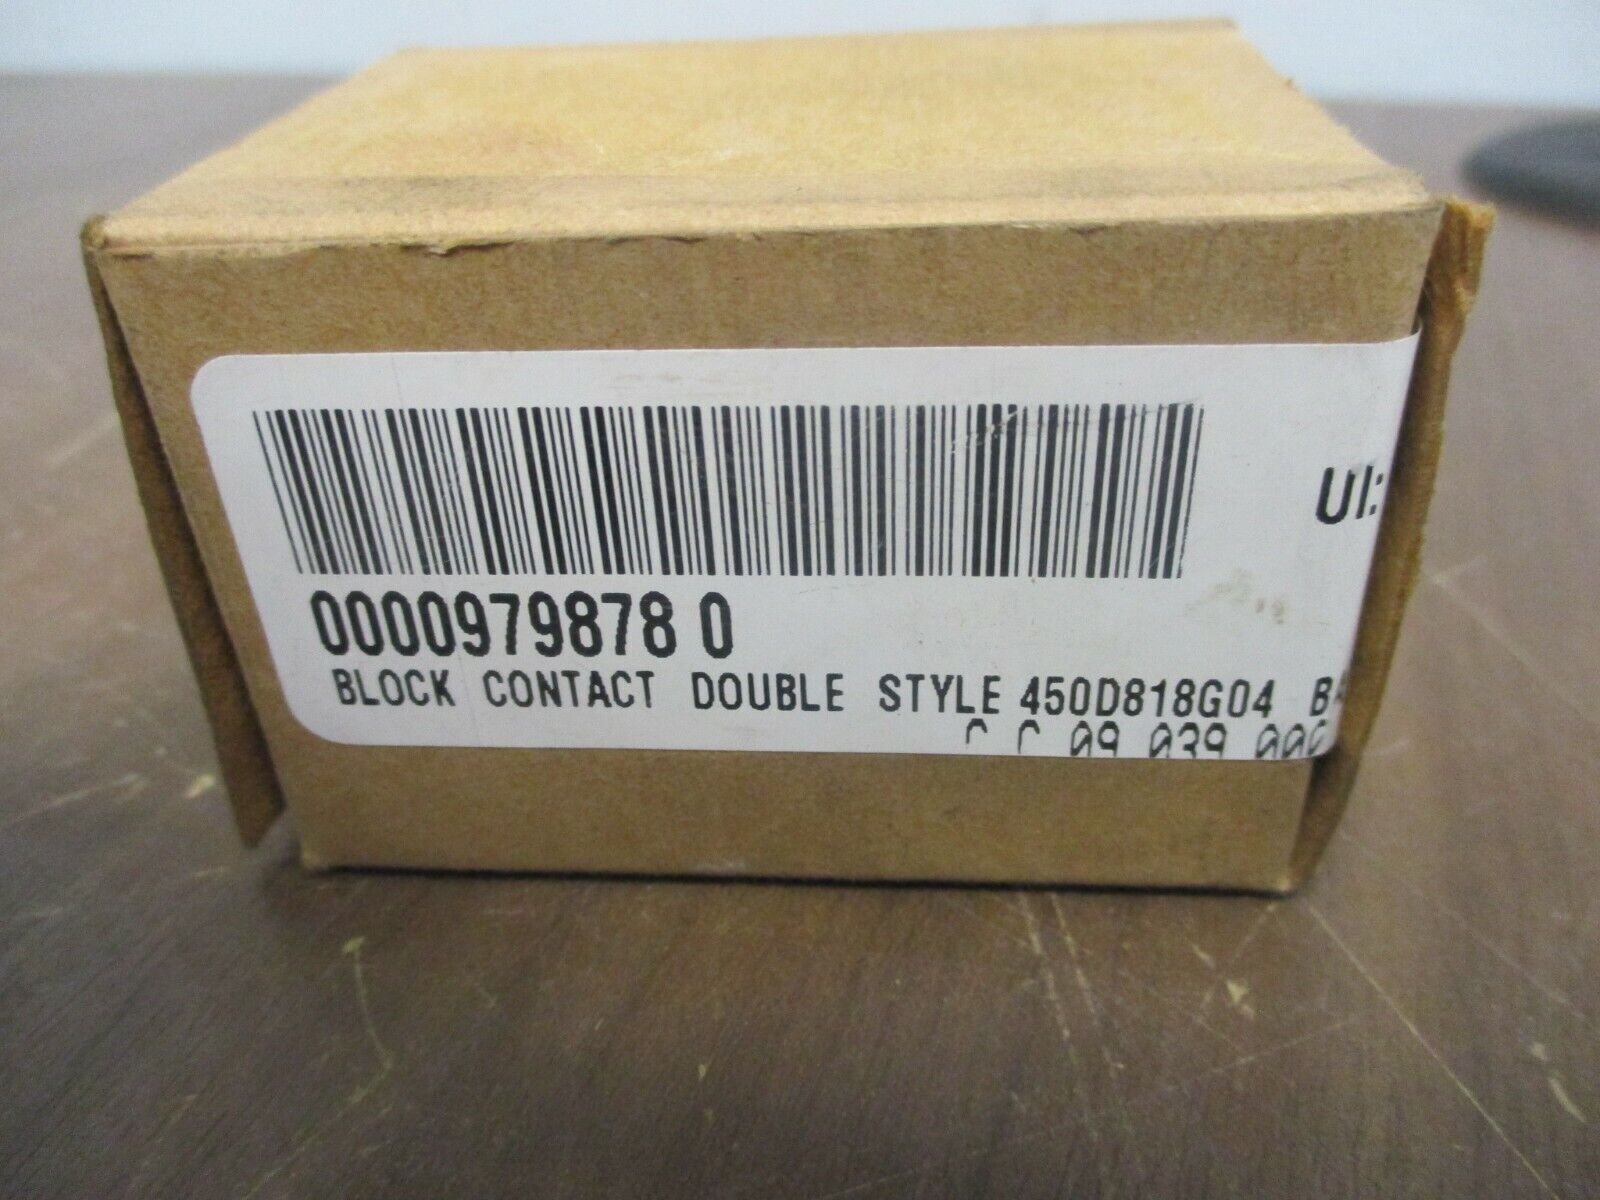 UI:
0000979878 0
BLOCK CONTACT DOUBLE STYLE 450D818G04